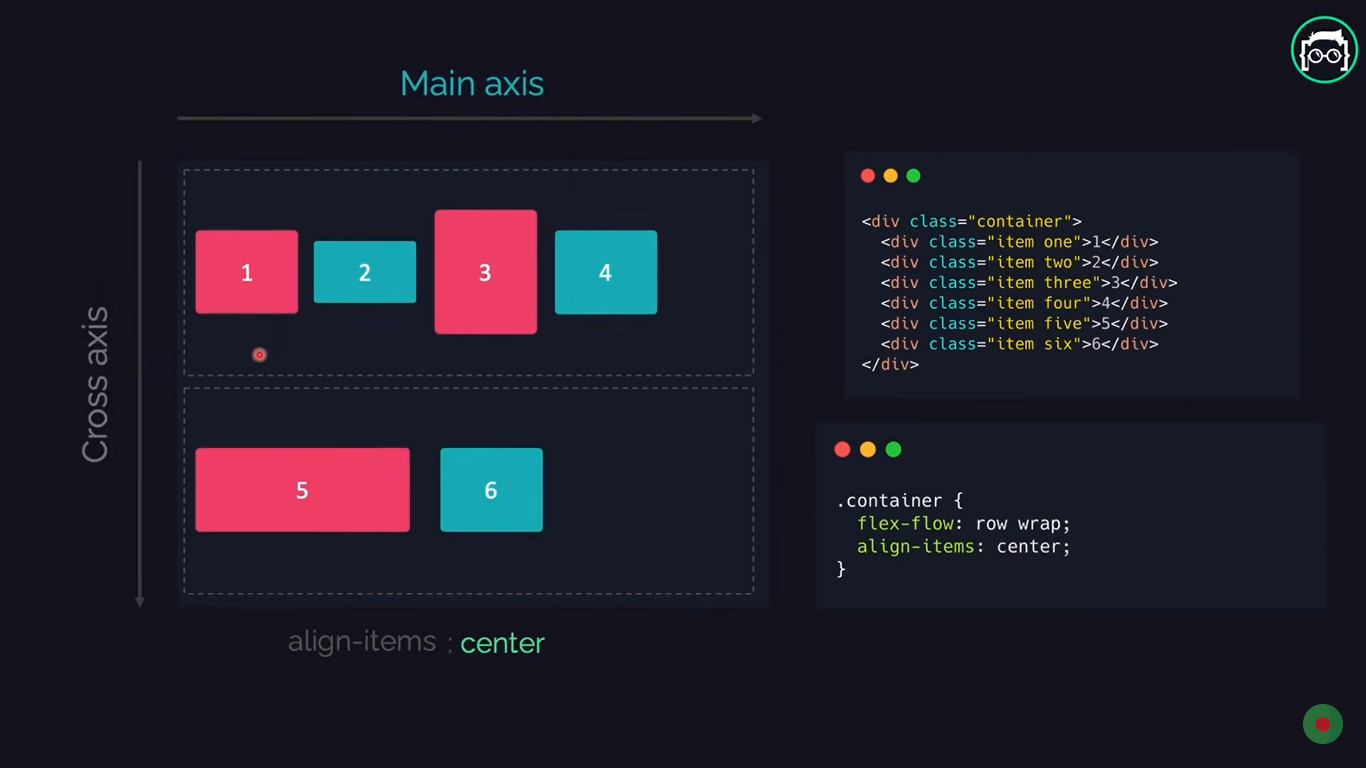 Main axis
Cross axis
1
2
3
4
5
6
align-items : center
<div class="container">
  <div class="item one">1</div>
  <div class="item two">2</div>
  <div class="item three">3</div>
  <div class="item four">4</div>
  <div class="item five">5</div>
  <div class="item six">6</div>
</div>
.container {
  flex-flow: row wrap;
  align-items: center;
}